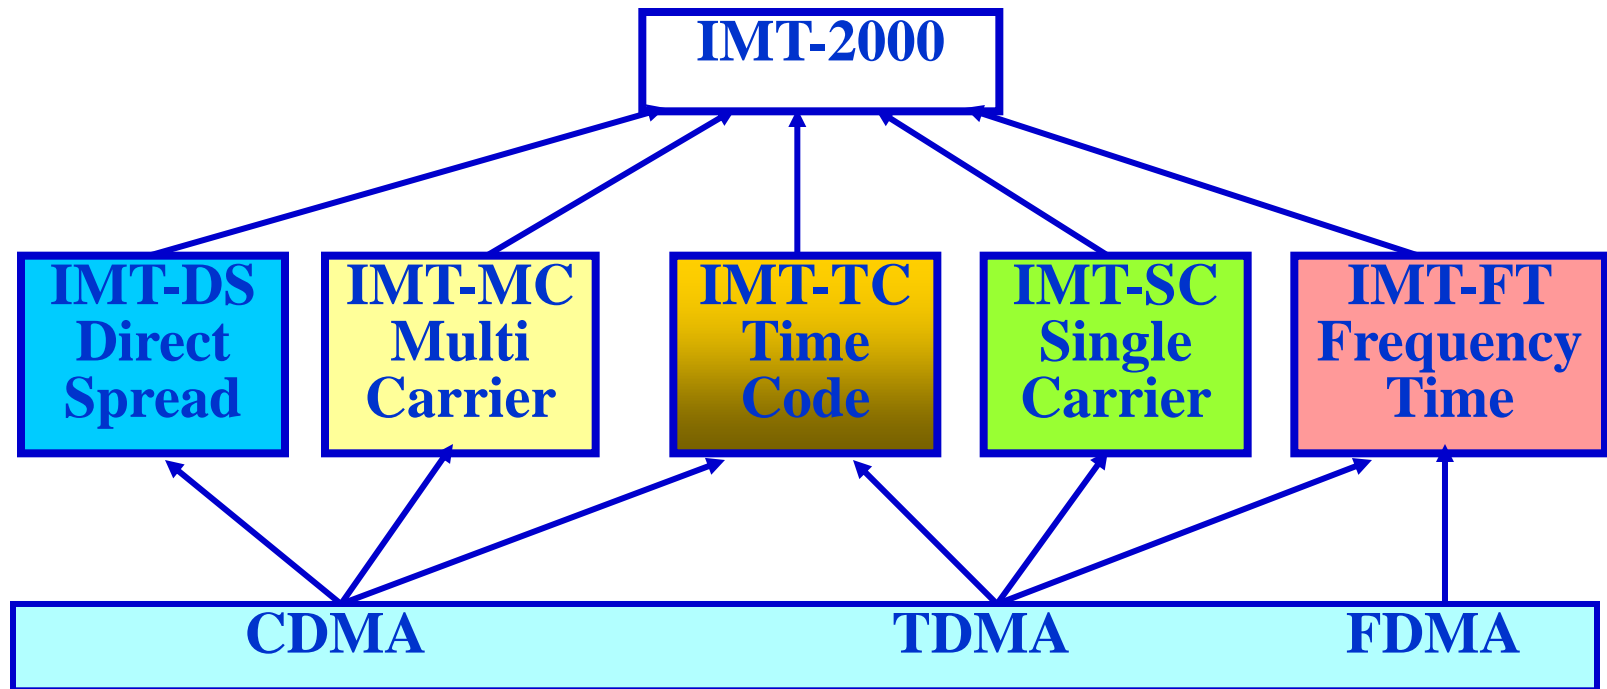 IMT-2000
IMT-DS
Direct
Spread
IMT-MC
Multi
Carrier
IMT-TC
Time
Code
IMT-SC
Single
Carrier
IMT-FT
Frequency
Time
CDMA
TDMA
FDMA